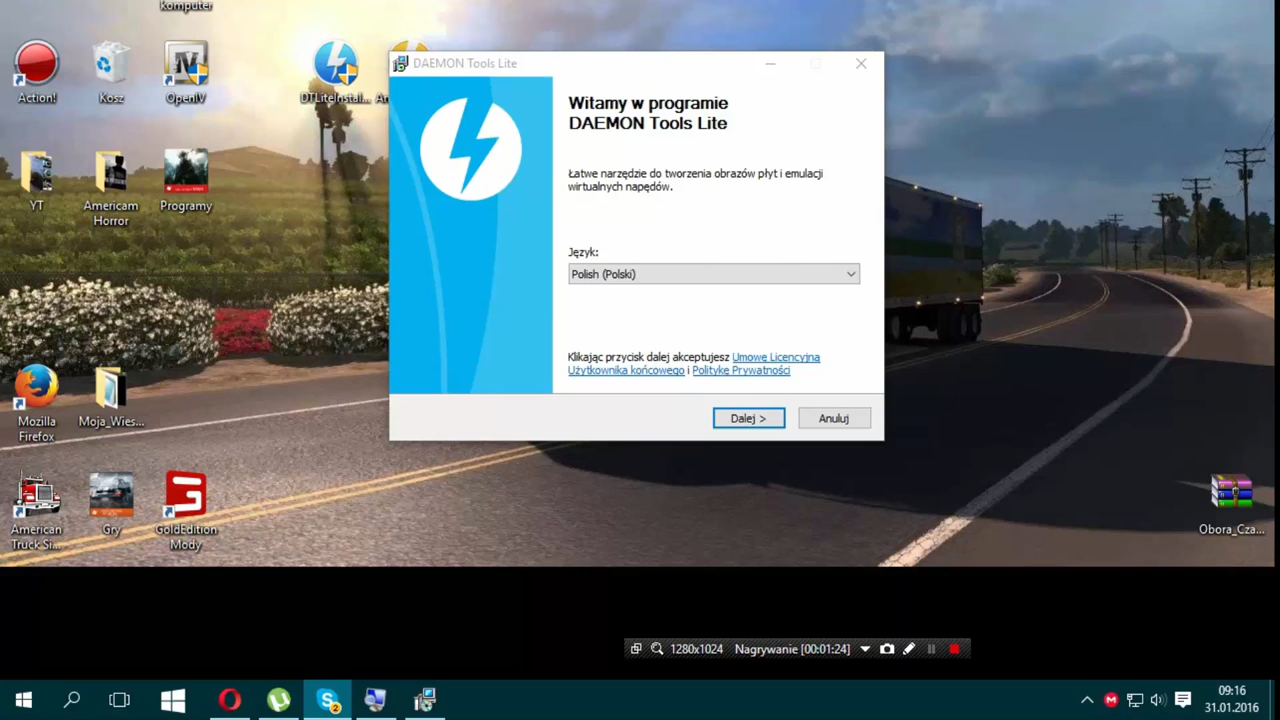 komputer
Action!
Kosz
OpenIV
DTLiteInstal...
YT
Americam
Horror
Programy
Mozilla
Firefox
Moja_Wies...
American
Truck Si...
Gry
GoldEdition
Mody
Obora_Cza...
DAEMON Tools Lite
Witamy w programie
DAEMON Tools Lite
Łatwe narzędzie do tworzenia obrazów płyt i emulacji
wirtualnych napędów.
Język:
Polish (Polski)
Klikając przycisk dalej akceptujesz Umowę Licencyjną
Użytkownika końcowego i Politykę Prywatności
Dalej >
Anuluj
1280x1024 Nagrywanie [00:01:24]
09:16
31.01.2016